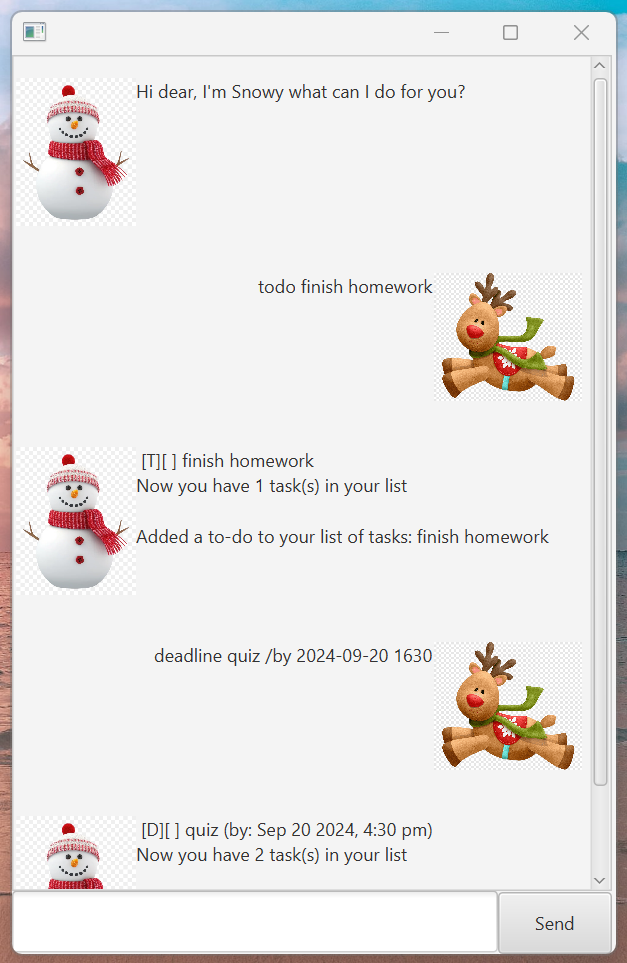 Hi dear, I'm Snowy what can I do for you?
todo finish homework
[T][ ] finish homework
Now you have 1 task(s) in your list
Added a to-do to your list of tasks: finish homework
deadline quiz /by 2024-09-20 1630
[D][ ] quiz (by: Sep 20 2024, 4:30 pm)
Now you have 2 task(s) in your list
Send